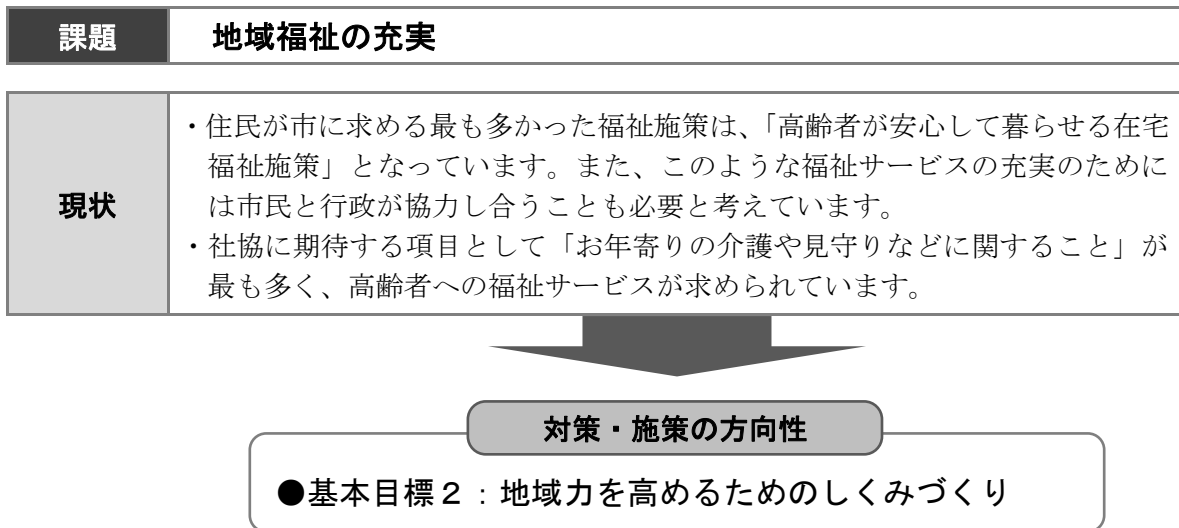 課題
地域福祉の充実
現状
・住民が市に求める最も多かった福祉施策は、「高齢者が安心して暮らせる在宅
福祉施策」となっています。また、このような福祉サービスの充実のために
は市民と行政が協力し合うことも必要と考えています。
・社協に期待する項目として「お年寄りの介護や見守りなどに関すること」が
最も多く、高齢者への福祉サービスが求められています。
対策・施策の方向性
●基本目標２：地域力を高めるためのしくみづくり